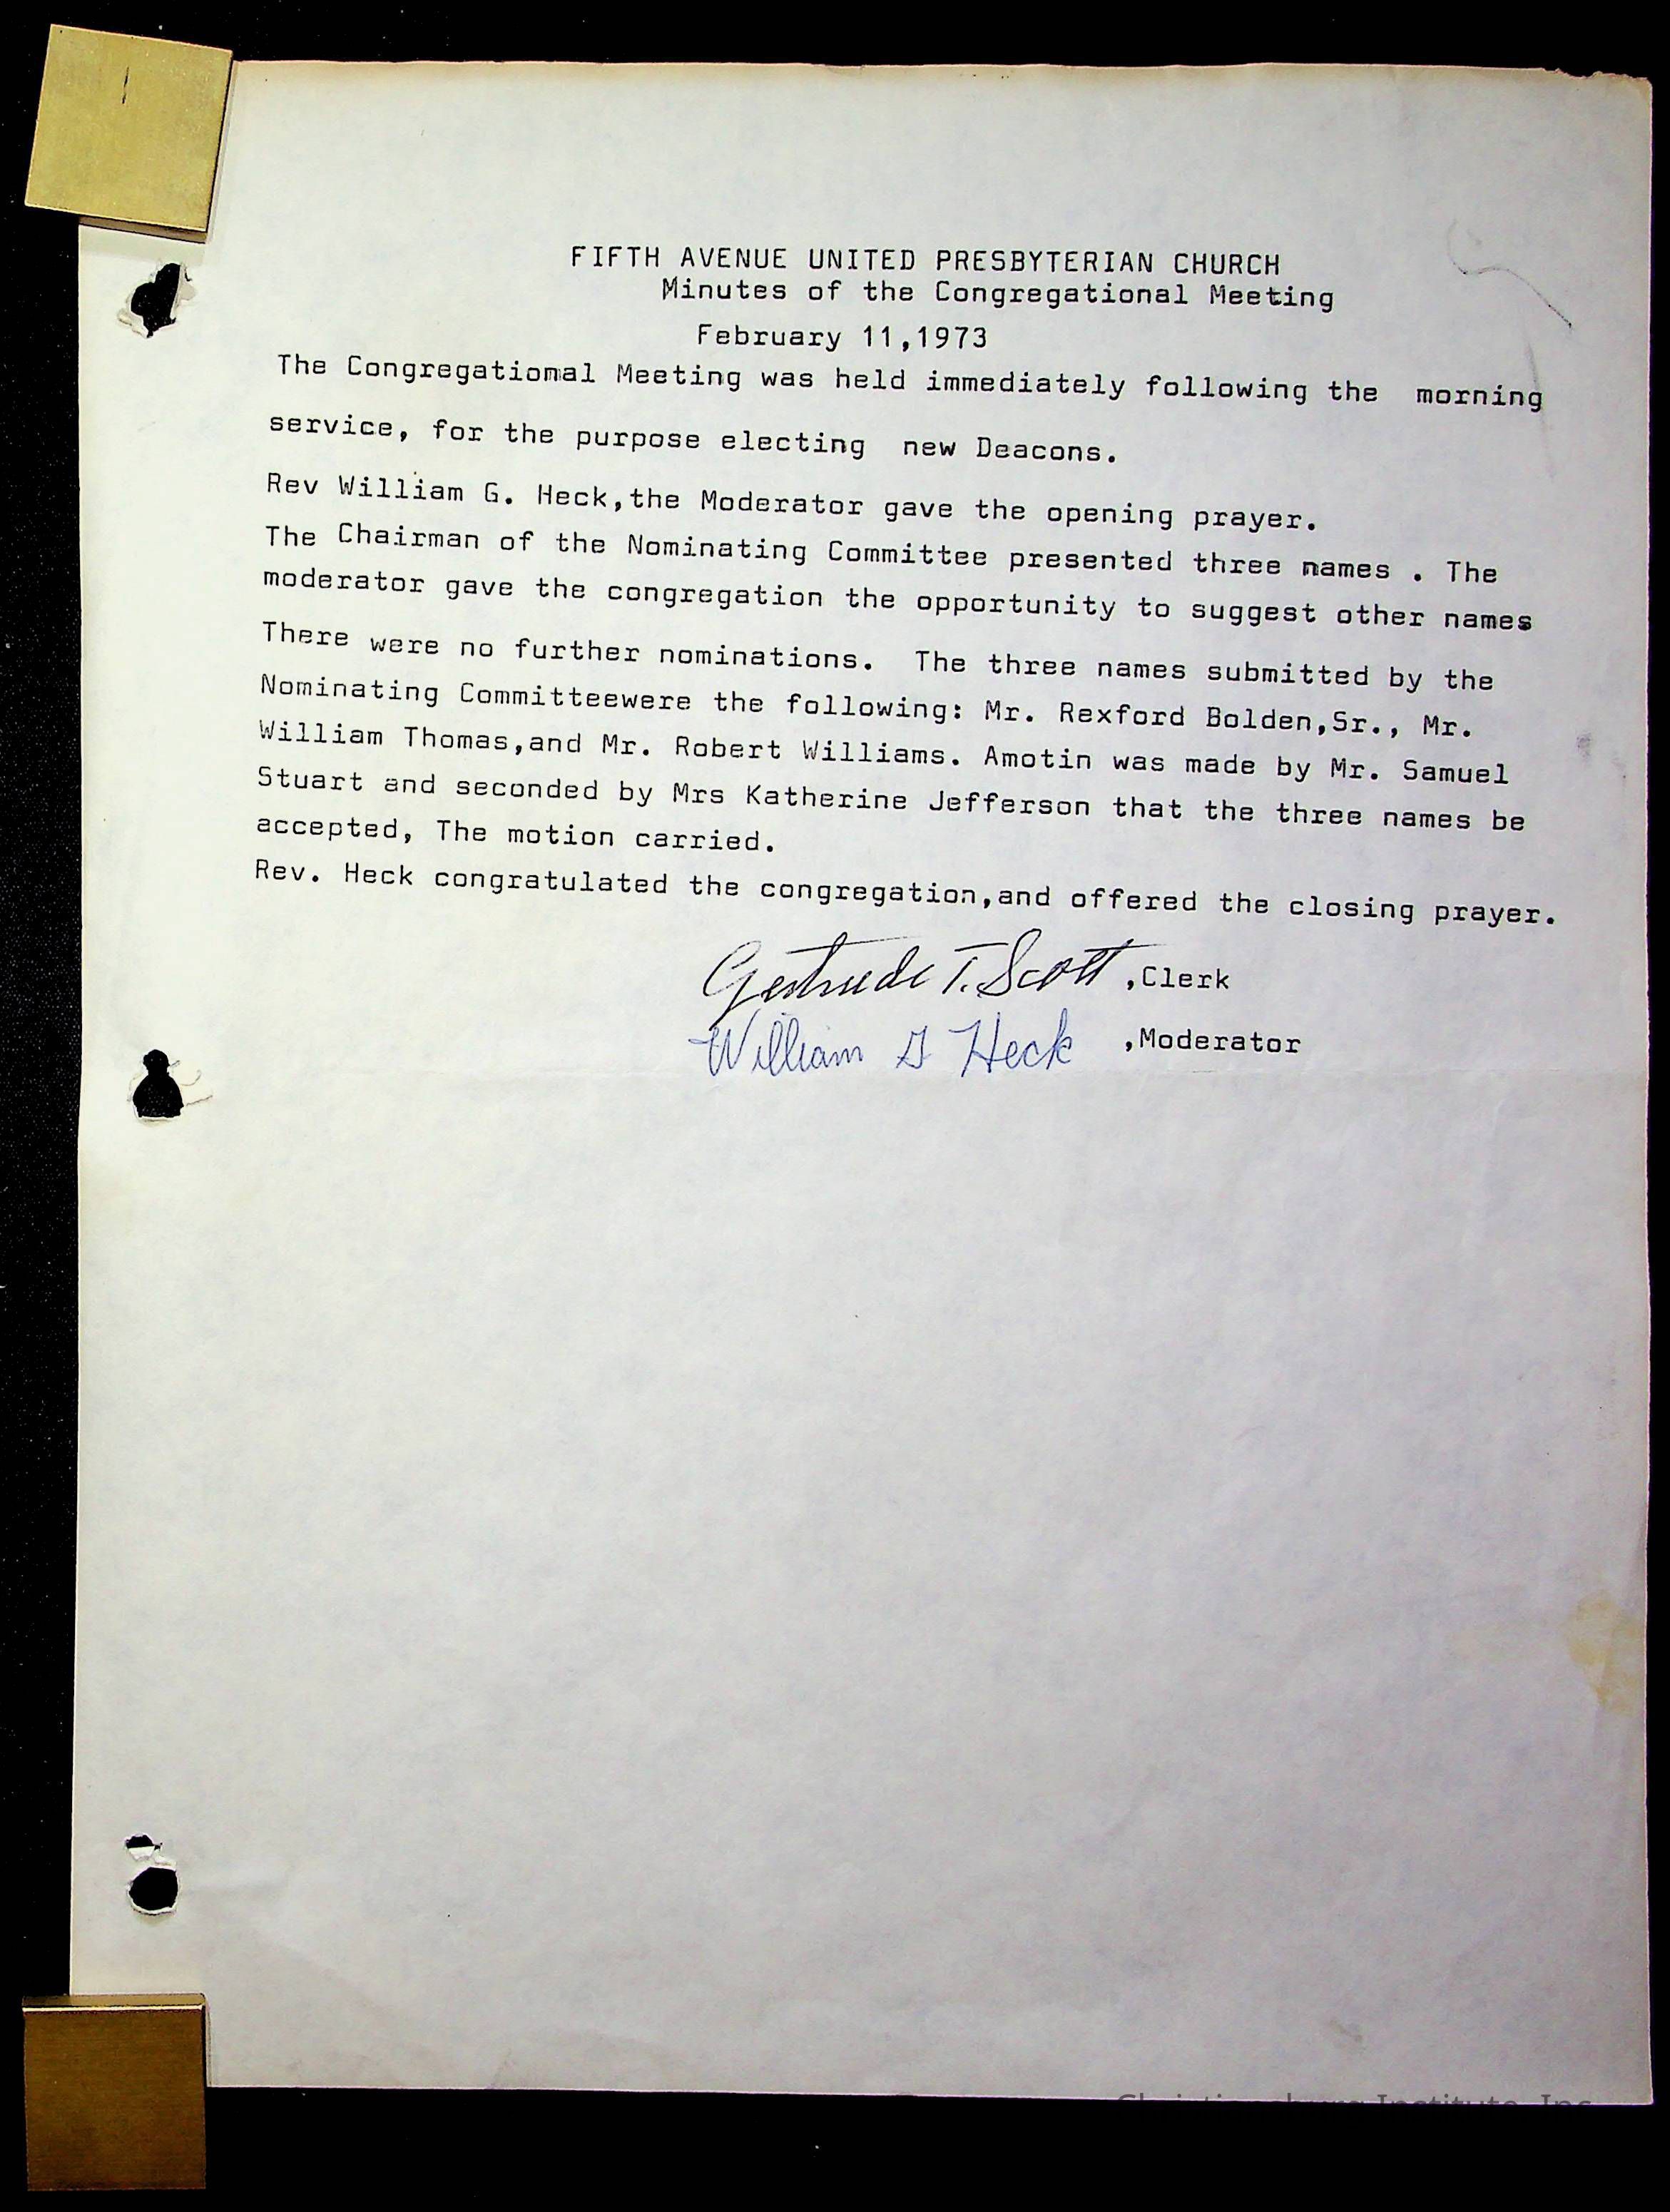 FIFTH AVENUE UNITED PRESBYTERIAN CHURCH
Minutes of the Congregational Meeting
February 11,1973
The Congregational Meeting was held immediately following the morning
service, for the purpose electing new Deacons.
Rev William G. Heck,the Moderator gave the opening prayer.
The Chairman of the Nominating Committee presented three names . The
moderator gave the congregation the opportunity to suggest other names
There were no further nominations. The three names submitted by the
Nominating Committeewere the following: Mr. Rexford Bolden,Sr., Mr.
William Thomas,and Mr. Robert Williams. Amotin was made by Mr. Samuel
Stuart and seconded by Mrs Katherine Jefferson that the three names be
accepted, The motion carried.
Rev. Heck congratulated the congregation,and offered the closing prayer.
Gertrude T. Scott ,Clerk
William G Heck ,Moderator
Institute, Inc